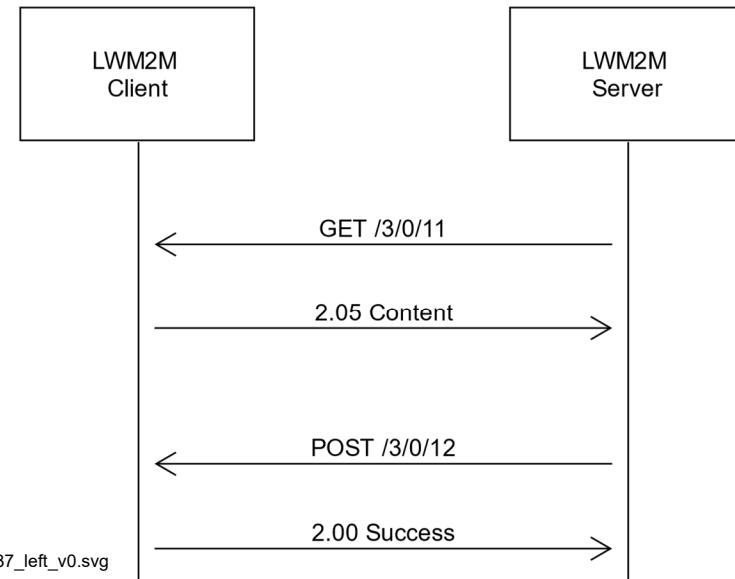 LWM2M
Client
LWM2M
Server
GET /3/0/11
2.05 Content
POST /3/0/12
2.00 Success
37_left_v0.svg